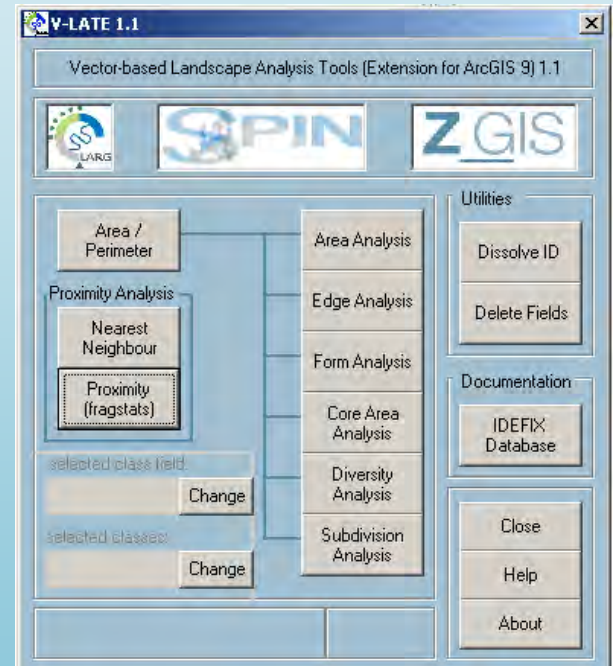 V-LATE 1.1
Vector-based Landscape Analysis Tools (Extension for ArcGIS 9) 1.1
LARG
SPIN
Z_GIS
Area /
Perimeter
Proximity Analysis
Nearest
Neighbour
Proximity
(fragstats)
selected class field:
Change
selected classes:
Change
Area Analysis
Edge Analysis
Form Analysis
Core Area
Analysis
Diversity
Analysis
Subdivision
Analysis
Utilities
Dissolve ID
Delete Fields
Documentation
IDEFIX
Database
Close
Help
About